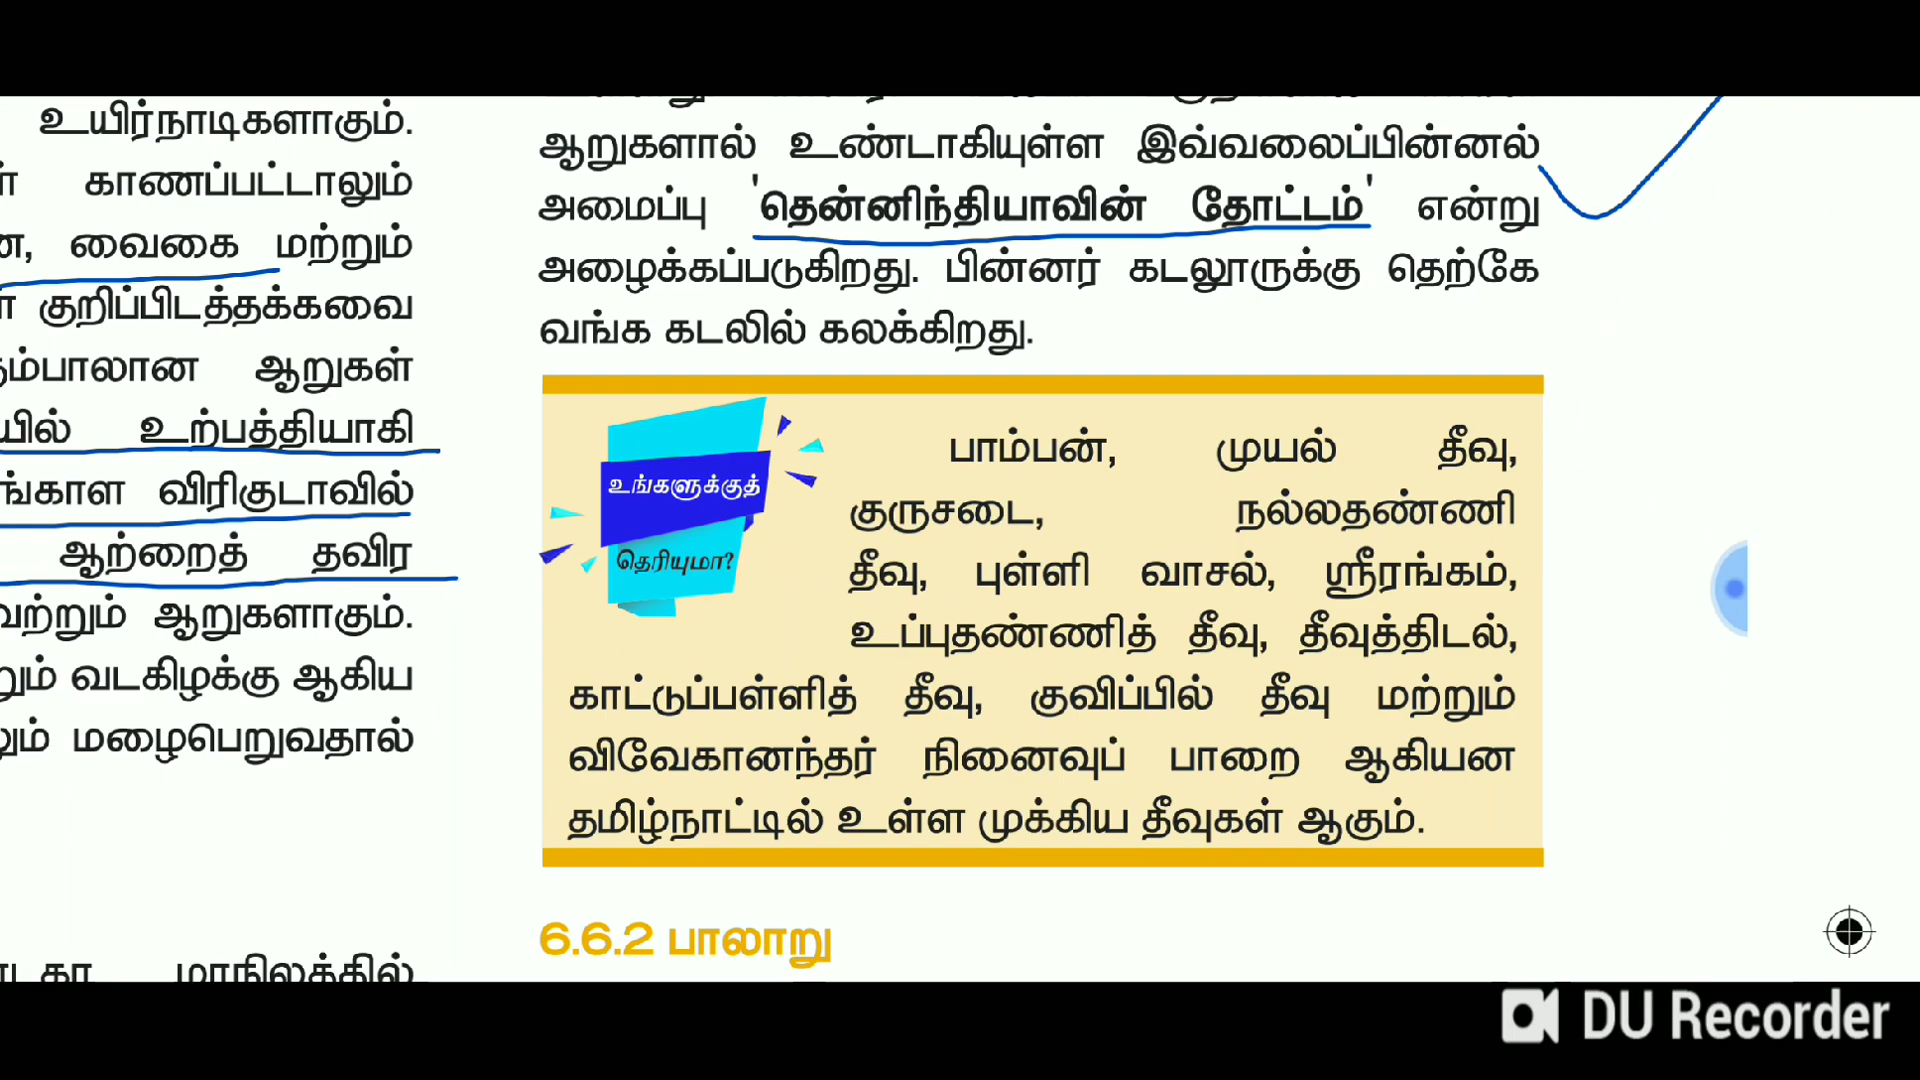 உயிர்நாடிகளாகும்.
காணப்பட்டாலும்
வைகை மற்றும்
குறிப்பிடத்தக்கவை
ஆறுகள்
உற்பத்தியாகி
விரிகுடாவில்
ஆற்றைத் தவிர
ஆறுகளாகும்.
வடகிழக்கு ஆகிய
மழைபெறுவதால்
மாநிலத்தில்
ஆறுகளால் உண்டாகியுள்ள இவ்வலைப்பின்னல்
அமைப்பு 'தென்னிந்தியாவின் தோட்டம்' என்று
அழைக்கப்படுகிறது. பின்னர் கடலூருக்கு தெற்கே
வங்க கடலில் கலக்கிறது.
உங்களுக்குத்
தெரியுமா?
பாம்பன், முயல் தீவு,
குருசடை, நல்லதண்ணி
தீவு, புள்ளி வாசல், ஸ்ரீரங்கம்,
உப்புதண்ணித் தீவு, தீவுத்திடல்,
காட்டுப்பள்ளித் தீவு, குவிப்பில் தீவு மற்றும்
விவேகானந்தர் நினைவுப் பாறை ஆகியன
தமிழ்நாட்டில் உள்ள முக்கிய தீவுகள் ஆகும்.
6.6.2 பாலாறு
DU Recorder